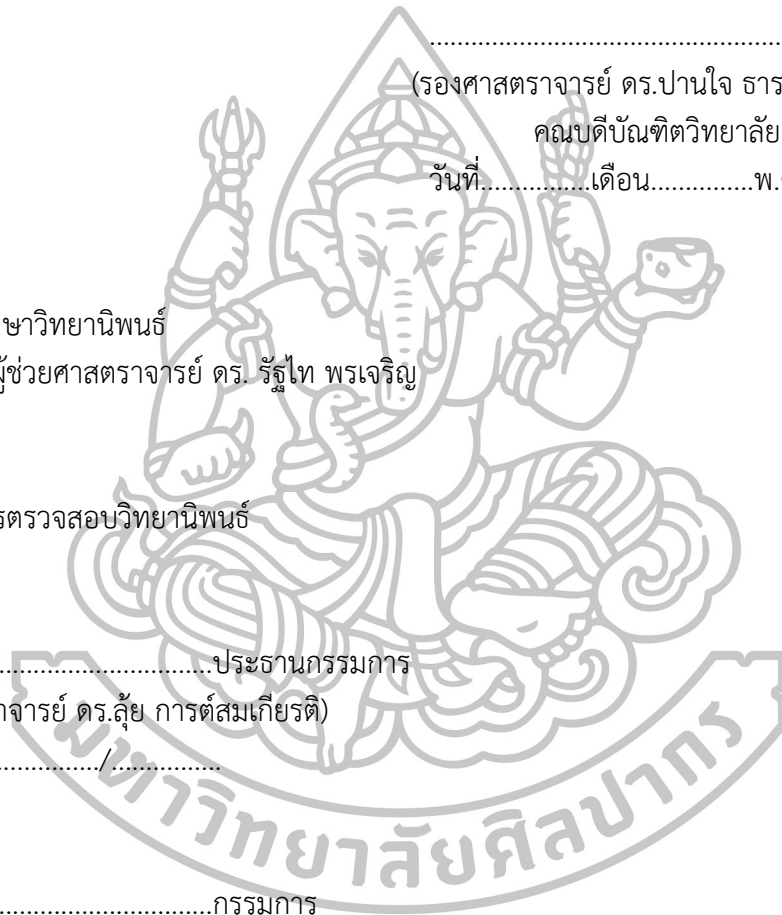 ................................................
(รองศาสตราจารย์ ดร.ปานใจ ธาร
คณบดีบัณฑิตวิทยาลัย
วันที่................เดือน...............พ.
ษาวิทยานิพนธ์
ผู้ช่วยศาสตราจารย์ ดร. รัฐไท พรเจริญ
รตรวจสอบวิทยานิพนธ์
................................ประธานกรรมการ
าจารย์ ดร.ลุ้ย การต์สมเกียรติ)
.............../................
................................กรรมการ
มหาวิทยาลัยศิลปากร